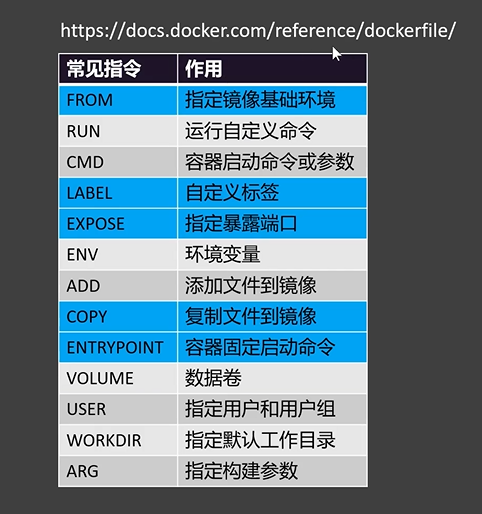 https://docs.docker.com/reference/dockerfile/
常见指令 作用
FROM 指定镜像基础环境
RUN 运行自定义命令
CMD 容器启动命令或参数
LABEL 自定义标签
EXPOSE 指定暴露端口
ENV 环境变量
ADD 添加文件到镜像
COPY 复制文件到镜像
ENTRYPOINT 容器固定启动命令
VOLUME 数据卷
USER 指定用户和用户组
WORKDIR 指定默认工作目录
ARG 指定构建参数